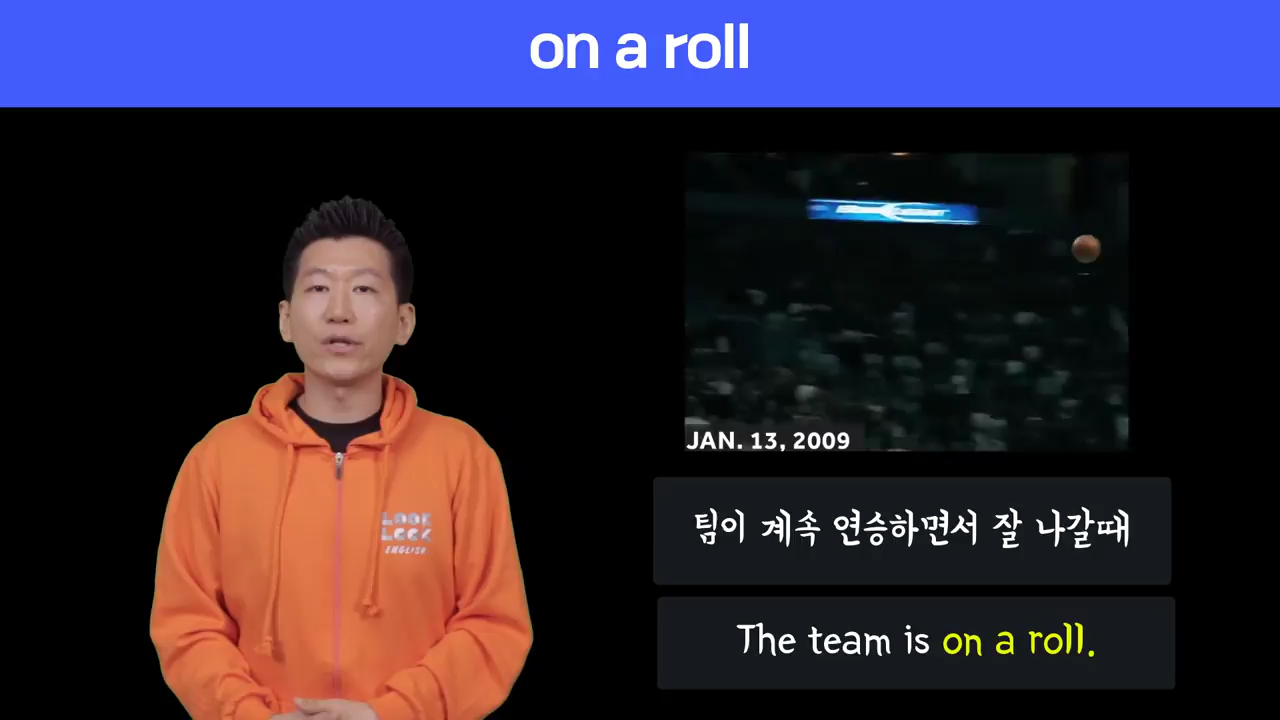 on a roll
JAN. 13, 2009
팀이 계속 연승하면서 잘 나갈때
The team is on a roll.
ENGLISH